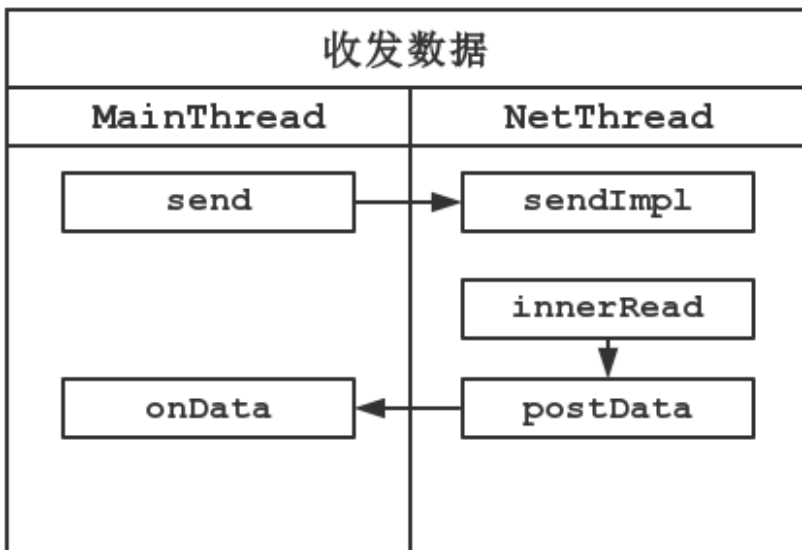 收发数据
MainThread NetThread
send sendImpl
innerRead
onData postData